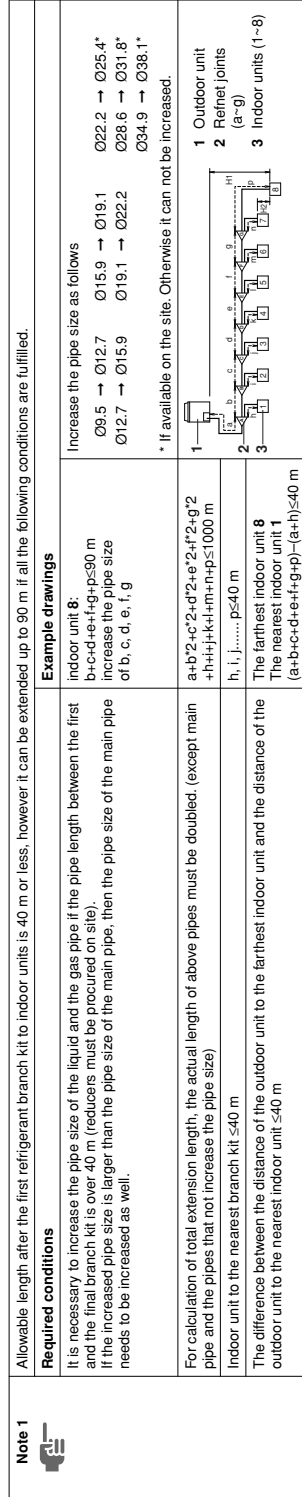 Note 1
Allowable length after the first refrigerant branch kit to indoor units is 40 m or less, however it can be extended up to 90 m if all the following conditions are fulfilled.
Required conditions
Example drawings
It is necessary to increase the pipe size of the liquid and the gas pipe if the pipe length between the first
and the final branch kit is over 40 m (reducers must be procured on site).
If the increased pipe size is larger than the pipe size of the main pipe, then the pipe size of the main pipe
needs to be increased as well.
indoor unit 8:
b+c+d+e+f+g+p≤90 m
increase the pipe size
of b, c, d, e, f, g
Increase the pipe size as follows
Ø9.5 → Ø12.7 Ø15.9 → Ø19.1 Ø22.2 → Ø25.4*
Ø12.7 → Ø15.9 Ø19.1 → Ø22.2 Ø28.6 → Ø31.8*
Ø34.9 → Ø38.1*
* If available on the site. Otherwise it can not be increased.
For calculation of total extension length, the actual length of above pipes must be doubled. (except main
pipe and the pipes that not increase the pipe size)
a+b*2+c*2+d*2+e*2+f*2+g*2
+h+i+j+k+l+m+n+p≤1000 m
Indoor unit to the nearest branch kit ≤40 m
h, i, j....... p≤40 m
The difference between the distance of the outdoor unit to the farthest indoor unit and the distance of the
outdoor unit to the nearest indoor unit ≤40 m
The farthest indoor unit 8
The nearest indoor unit 1
(a+b+c+d+e+f+g+p)–(a+h)≤40 m
1
2
3
a b c d e f g H1
h i j k l m n p H2
1 2 3 4 5 6 7 8
1 Outdoor unit
2 Refnet joints
(a~g)
3 Indoor units (1~8)